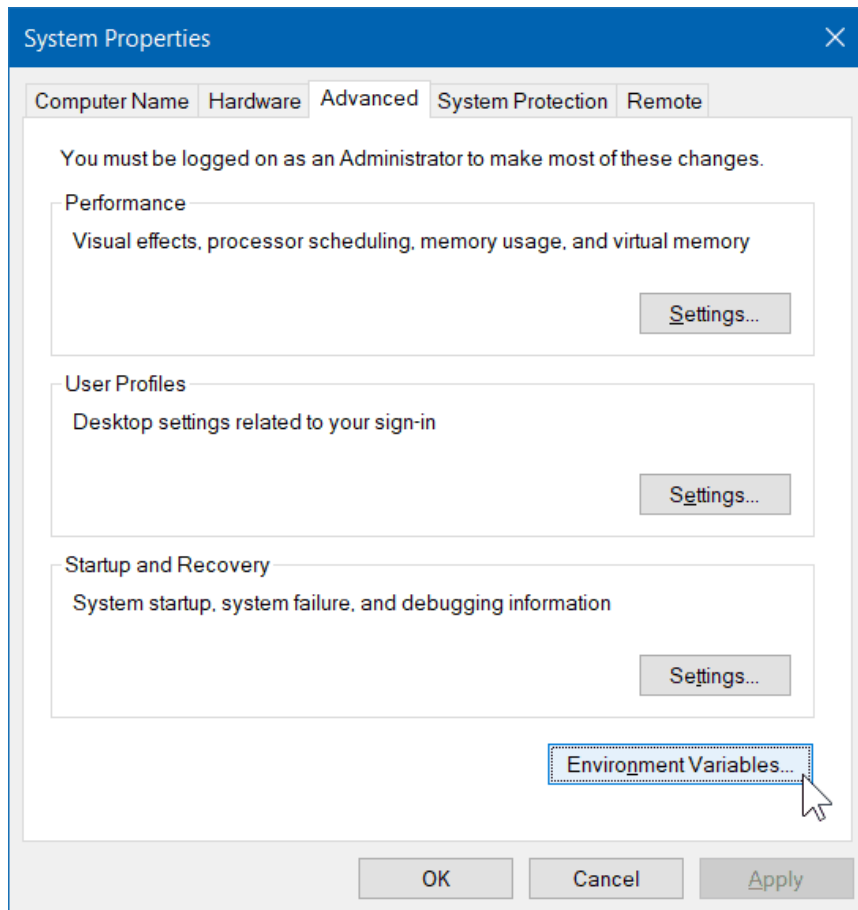 System Properties
Computer Name Hardware Advanced System Protection Remote
You must be logged on as an Administrator to make most of these changes.
Performance
Visual effects, processor scheduling, memory usage, and virtual memory
Settings...
User Profiles
Desktop settings related to your sign-in
Settings...
Startup and Recovery
System startup, system failure, and debugging information
Settings...
Environment Variables...
OK Cancel Apply